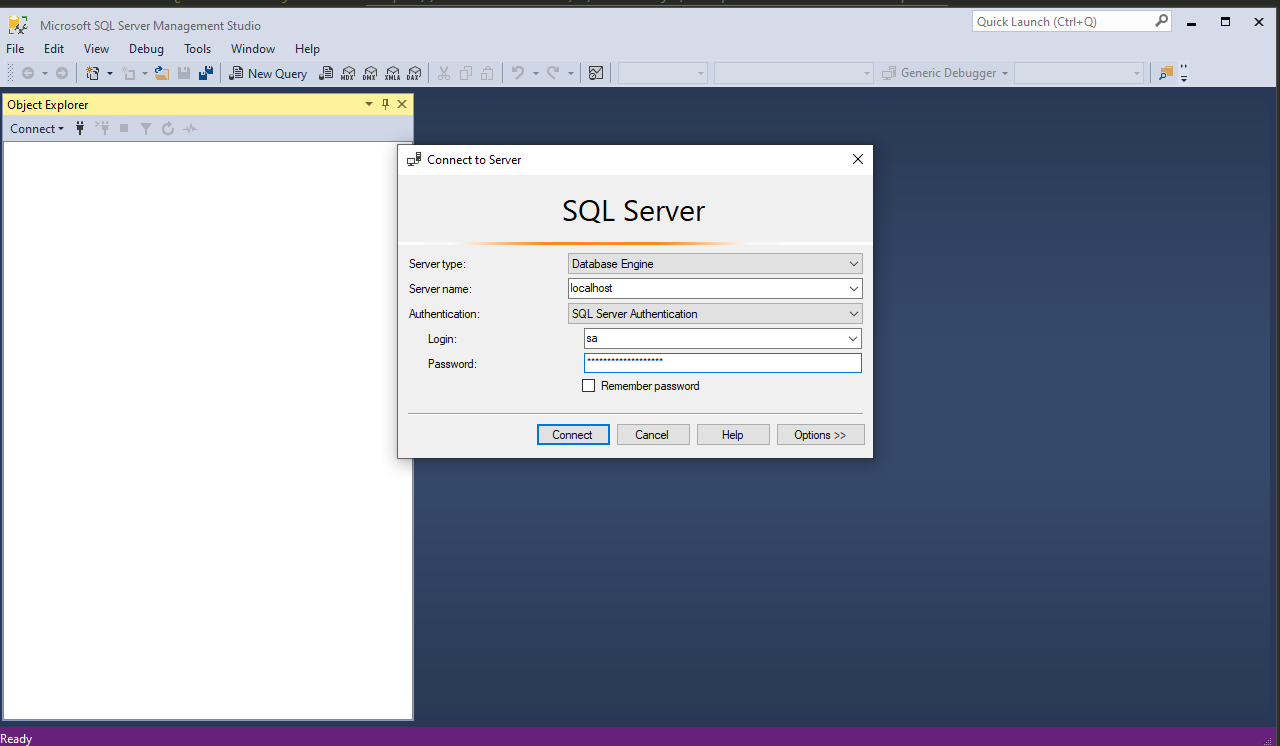 Microsoft SQL Server Management Studio
Quick Launch (Ctrl+Q)
File Edit View Debug Tools Window Help
New Query MDX DMX XMLA DAX Generic Debugger
Object Explorer
Connect
Connect to Server
SQL Server
Server type: Database Engine
Server name: localhost
Authentication: SQL Server Authentication
Login: sa
Password: *******************
Remember password
Connect Cancel Help Options >>
Ready